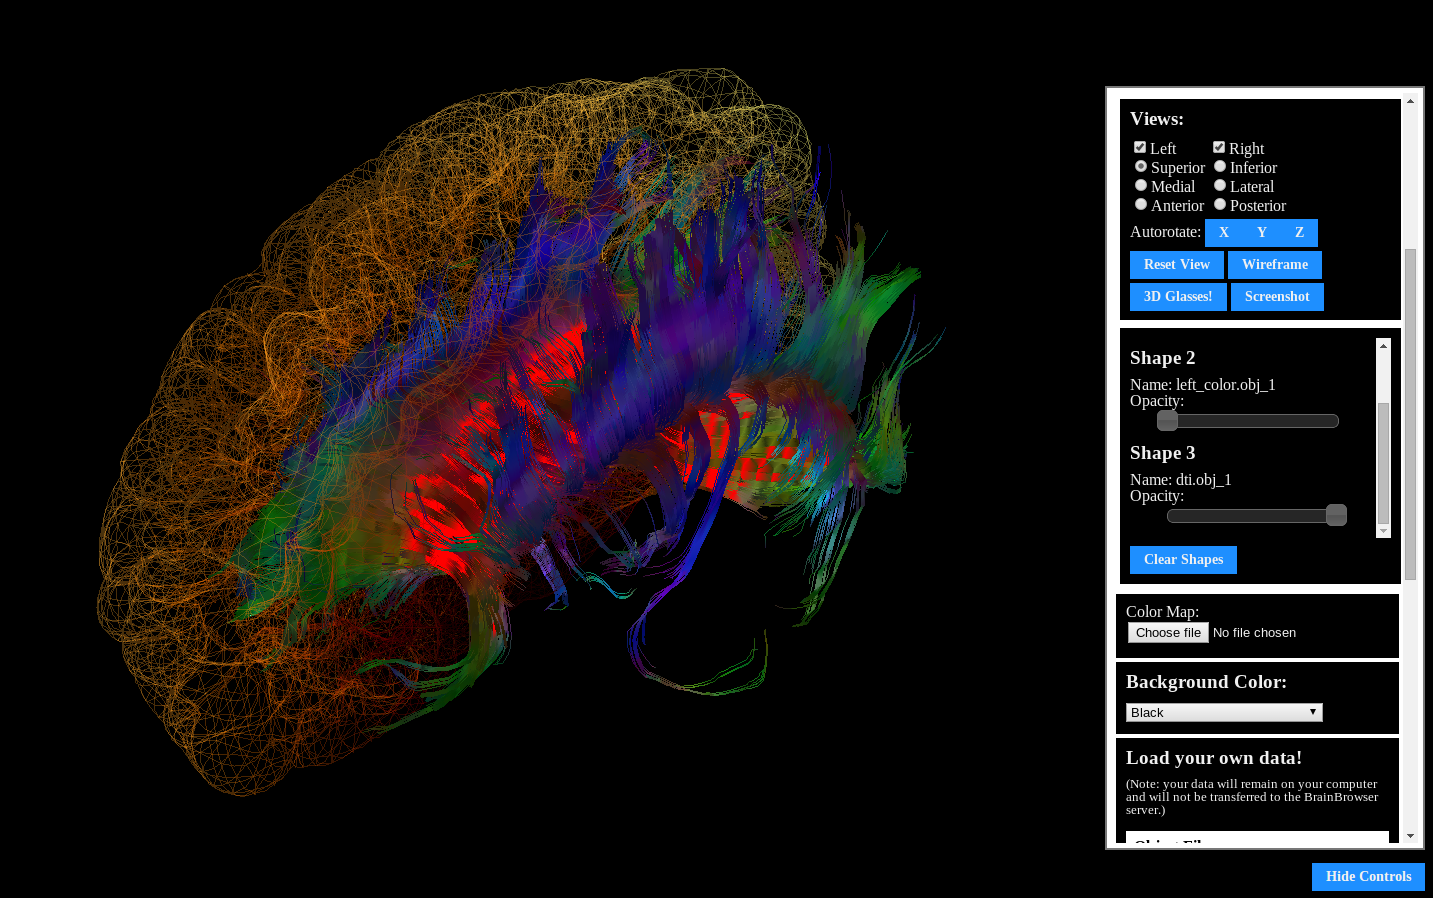 Views:
Left Right
Superior Inferior
Medial Lateral
Anterior Posterior
Autorotate: X Y Z
Reset View Wireframe
3D Glasses! Screenshot
Shape 2
Name: left_color.obj_1
Opacity:
Shape 3
Name: dti.obj_1
Opacity:
Clear Shapes
Color Map:
Choose file No file chosen
Background Color:
Black
Load your own data!
(Note: your data will remain on your computer
and will not be transferred to the BrainBrowser
server.)
Hide Controls